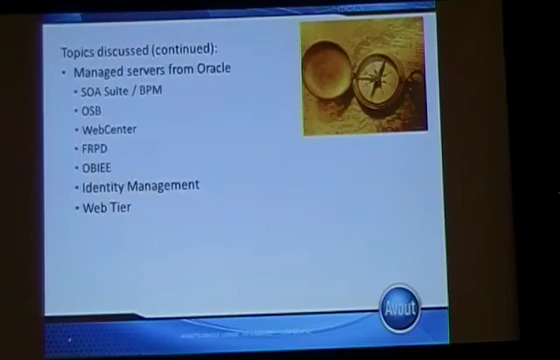 Topics discussed (continued):
• Managed servers from Oracle
• SOA Suite / BPM
• OSB
• WebCenter
• FRPD
• OBIEE
• Identity Management
• Web Tier
Avout